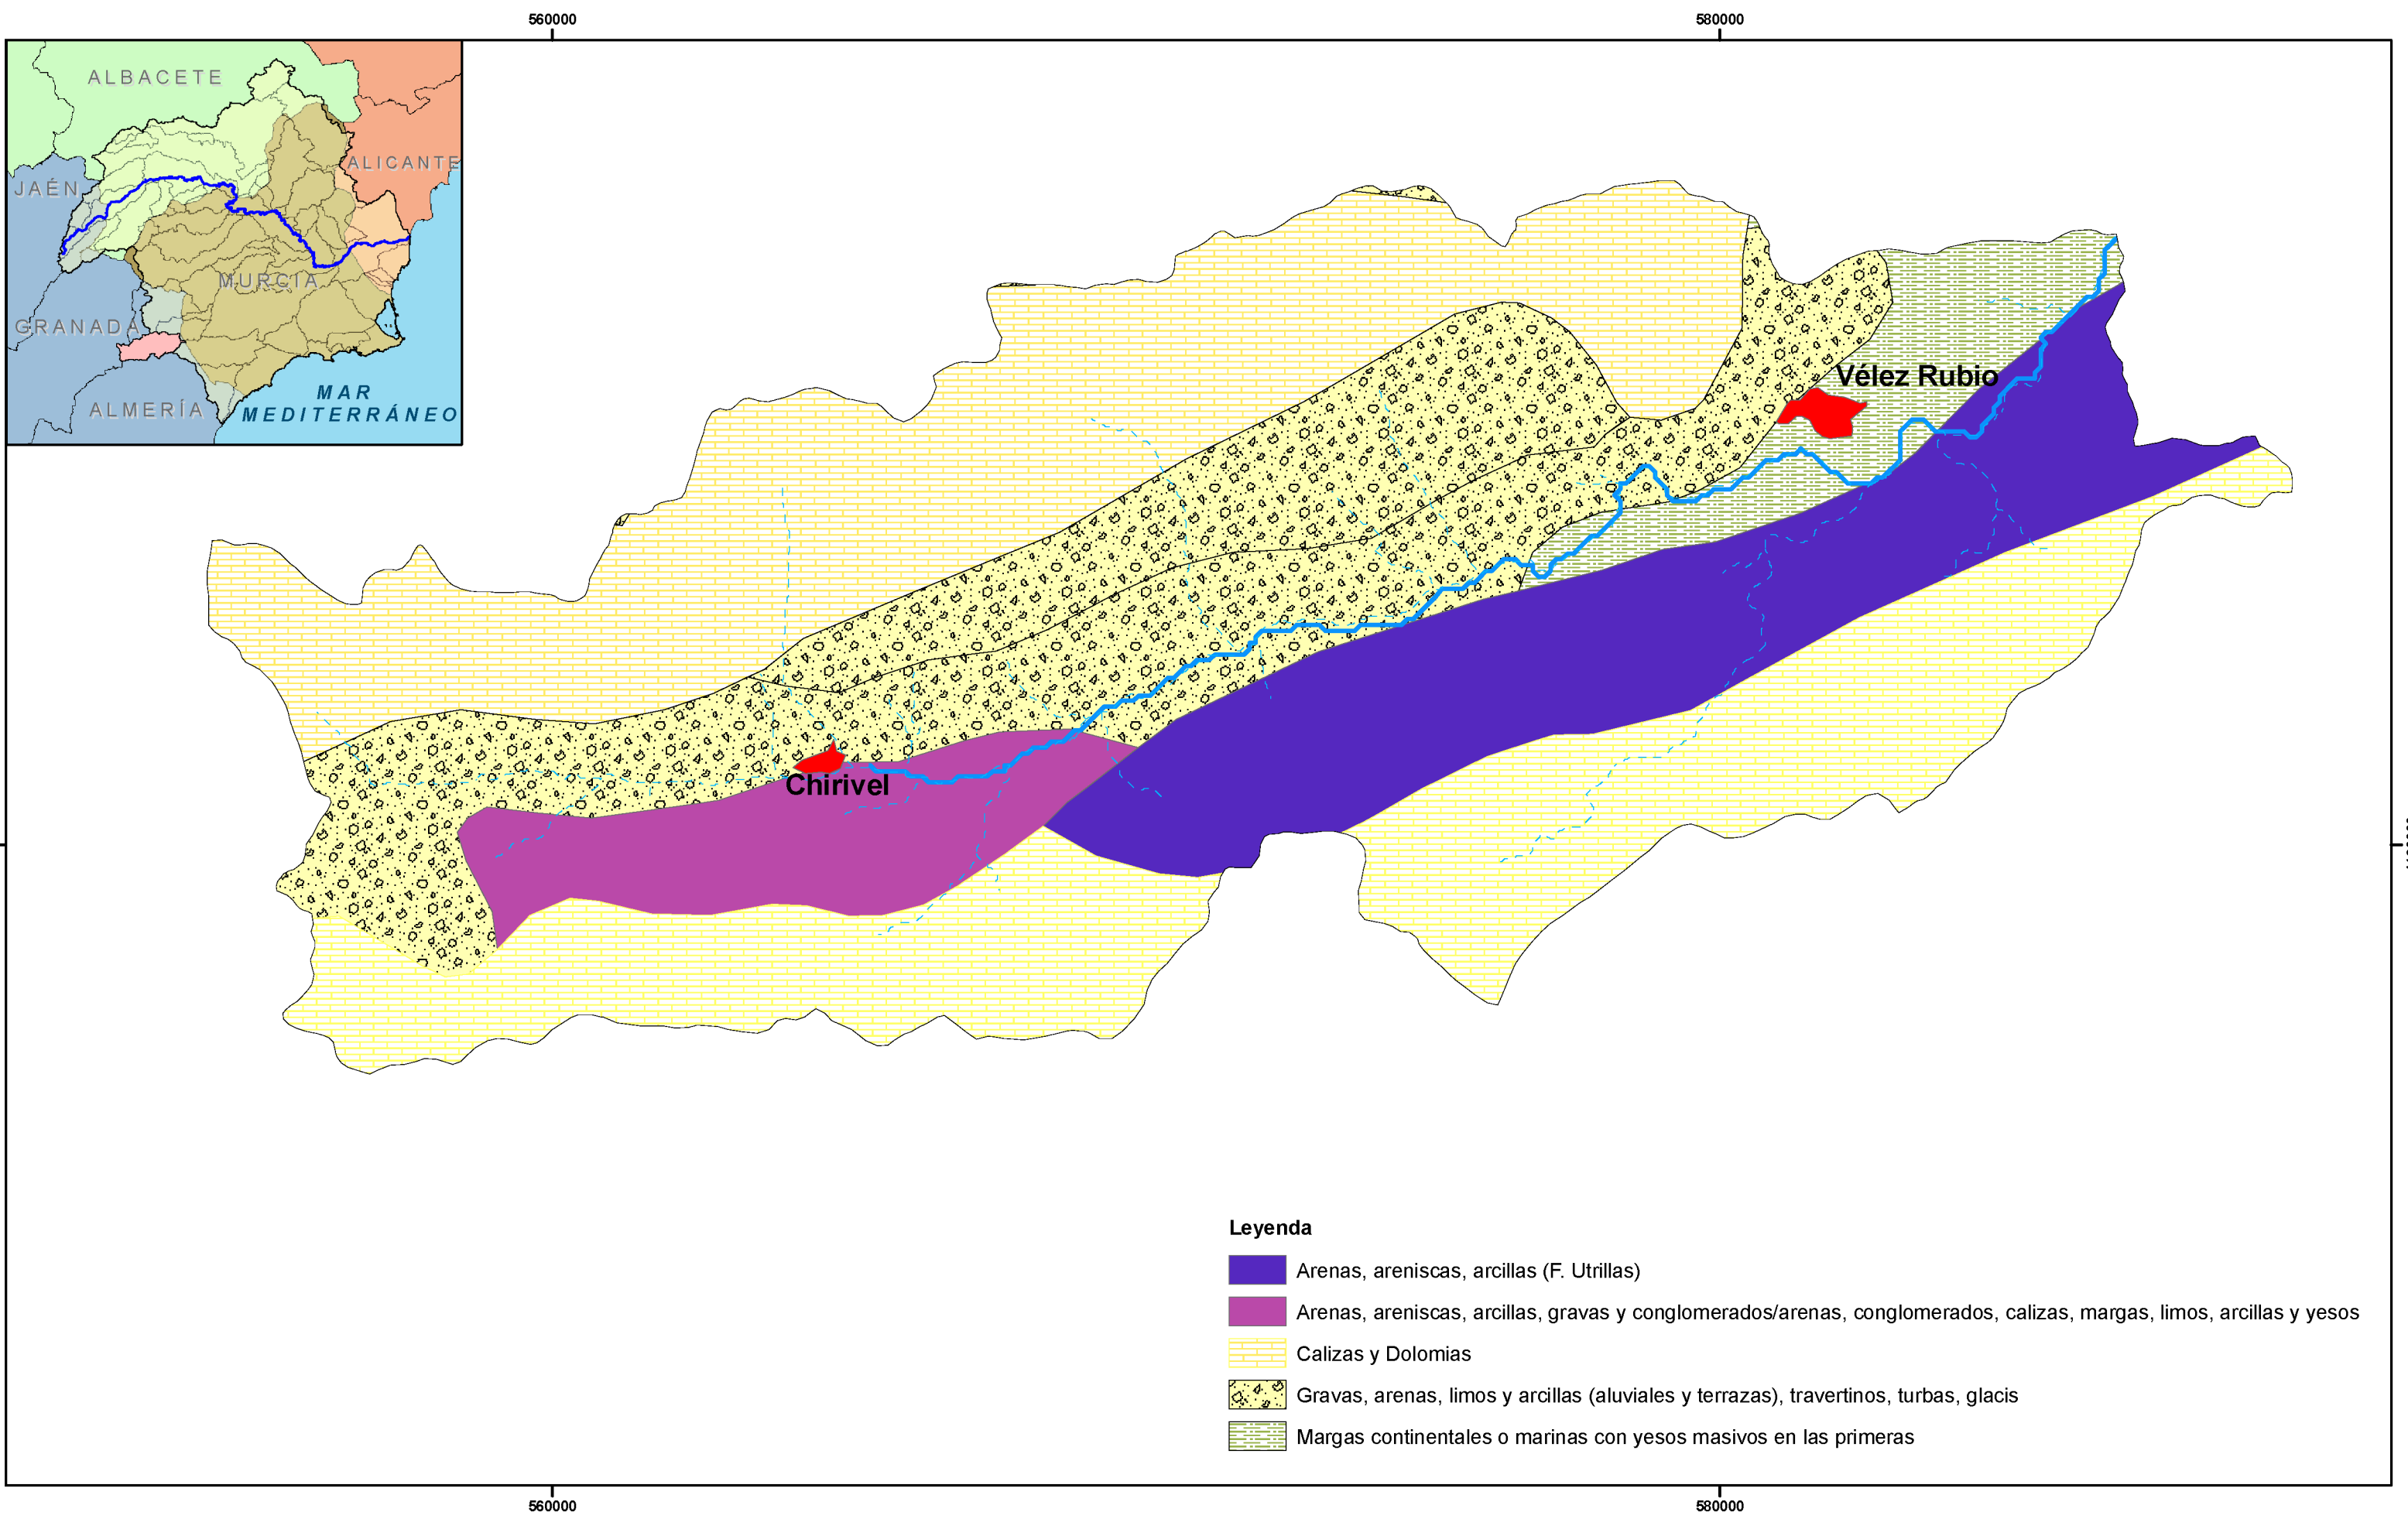 560000
580000
ALBACETE
ALICANTE
JAÉN
MURCIA
GRANADA
MAR
MEDITERRÁNEO
ALMERÍA
Vélez Rubio
Chirivel
Leyenda
Arenas, areniscas, arcillas (F. Utrillas)
Arenas, areniscas, arcillas, gravas y conglomerados/arenas, conglomerados, calizas, margas, limos, arcillas y yesos
Calizas y Dolomias
Gravas, arenas, limos y arcillas (aluviales y terrazas), travertinos, turbas, glacis
Margas continentales o marinas con yesos masivos en las primeras
560000
580000